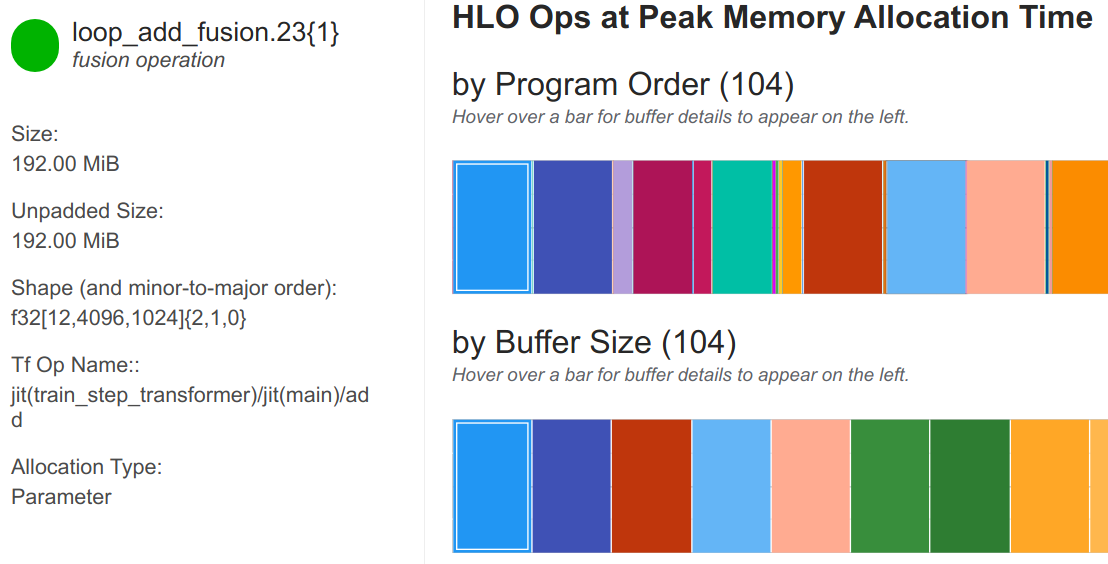 loop_add_fusion.23{1}
fusion operation
Size:
192.00 MiB
Unpadded Size:
192.00 MiB
Shape (and minor-to-major order):
f32[12,4096,1024]{2,1,0}
Tf Op Name::
jit(train_step_transformer)/jit(main)/ad
d
Allocation Type:
Parameter
HLO Ops at Peak Memory Allocation Time
by Program Order (104)
Hover over a bar for buffer details to appear on the left.
by Buffer Size (104)
Hover over a bar for buffer details to appear on the left.